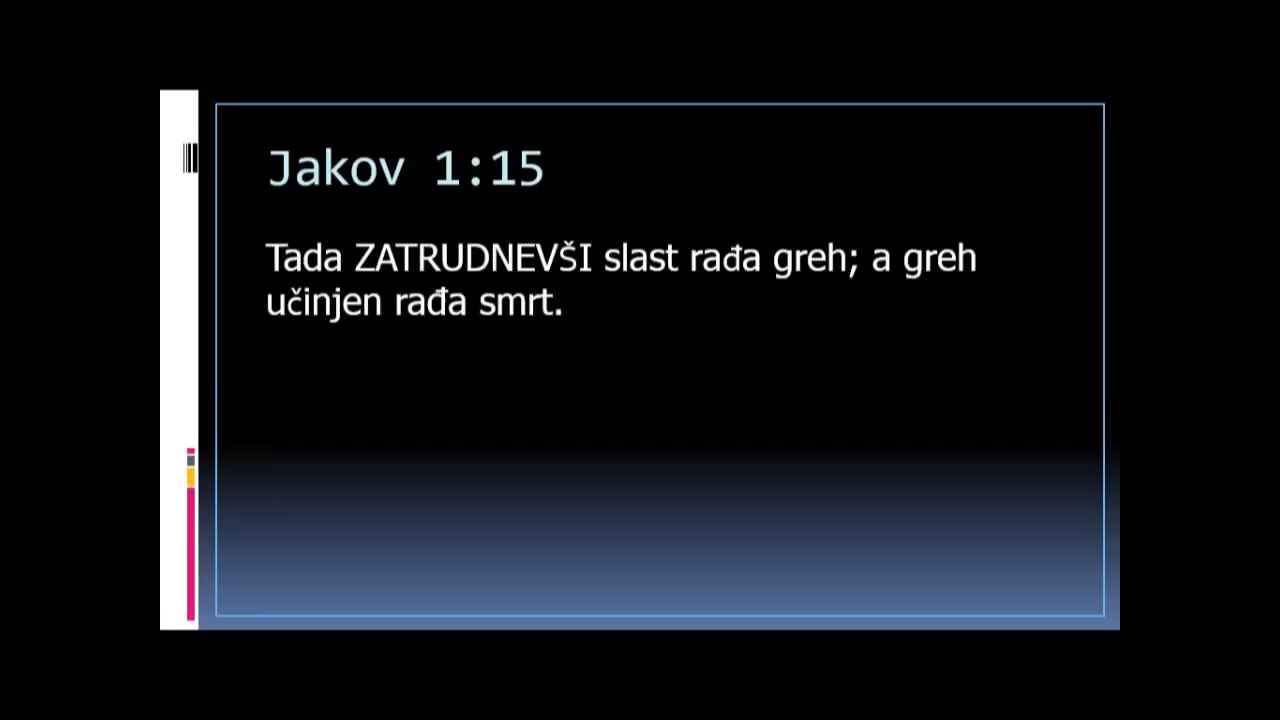 Jakov 1:15
Tada ZATRUDNEVŠI slast rađa greh; a greh
učinjen rađa smrt.